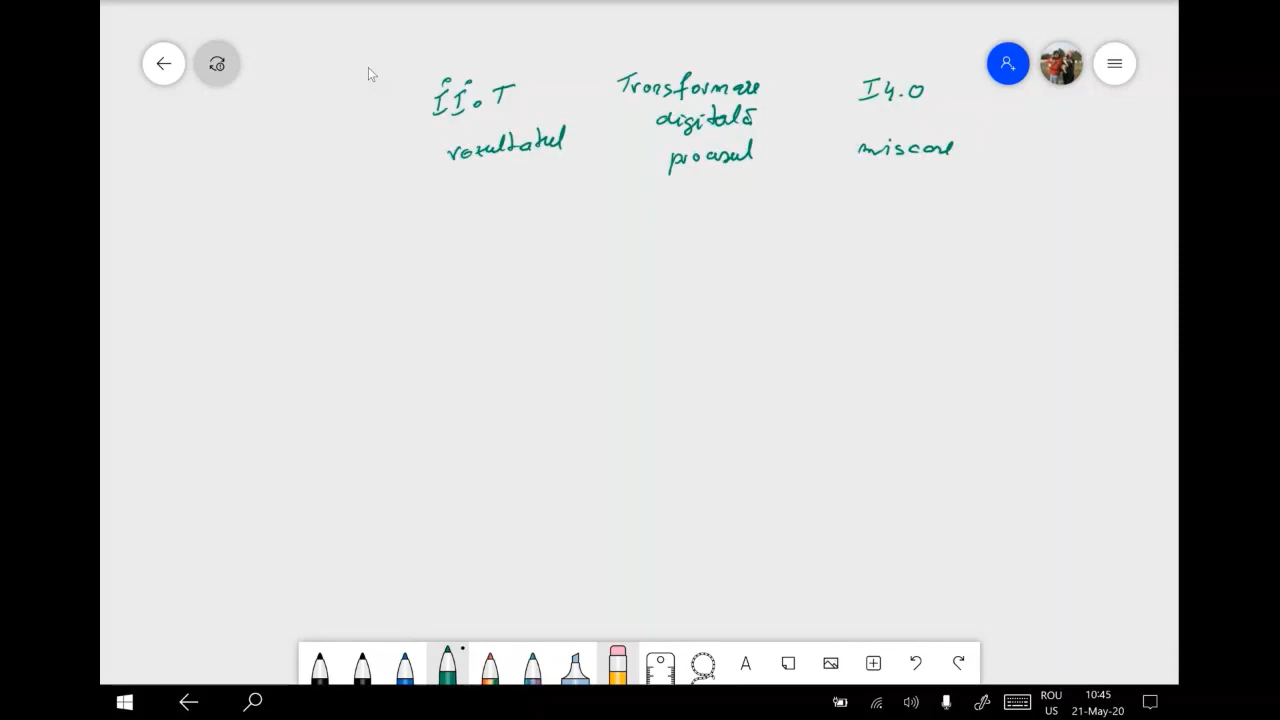 IIoT
Transformare
digitală
I4.0
rezultatul
procesul
miscare
A
ROU
US
10:45
21-May-20